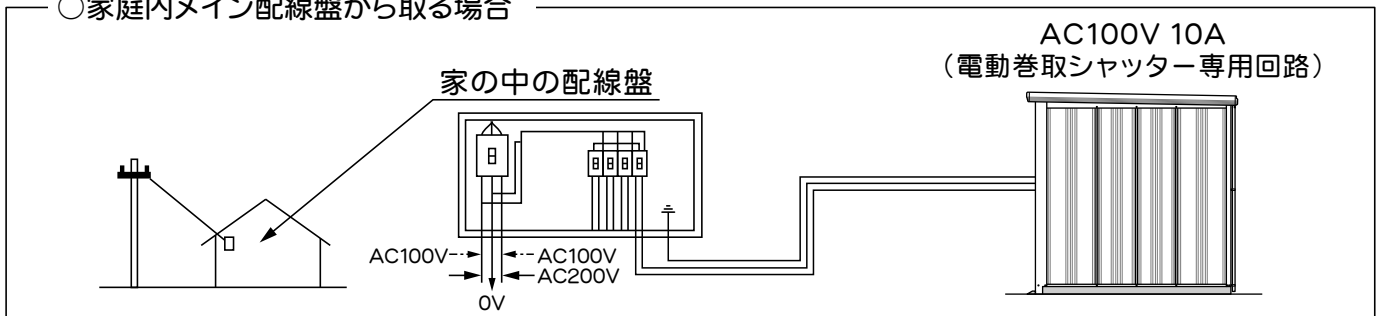 ○家庭内メイン配線盤から取る場合
AC100V 10A
（電動巻取シャッター専用回路）
家の中の配線盤
AC100V
AC100V
AC200V
0V